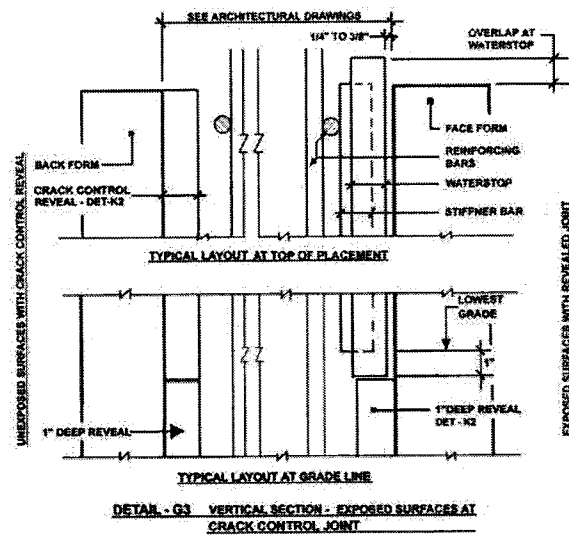 SEE ARCHITECTURAL DRAWINGS
1/4" TO 3/8"
OVERLAP AT
WATERSTOP
BACK FORM
FACE FORM
REINFORCING
BARS
CRACK CONTROL
REVEAL - DET-K2
WATERSTOP
STIFFNER BAR
TYPICAL LAYOUT AT TOP OF PLACEMENT
UNEXPOSED SURFACES WITH CRACK CONTROL REVEAL
EXPOSED SURFACES WITH REVEALED JOINT
LOWEST
GRADE
1"
1" DEEP REVEAL
1" DEEP REVEAL
DET - K2
TYPICAL LAYOUT AT GRADE LINE
DETAIL - G3 VERTICAL SECTION - EXPOSED SURFACES AT
CRACK CONTROL JOINT